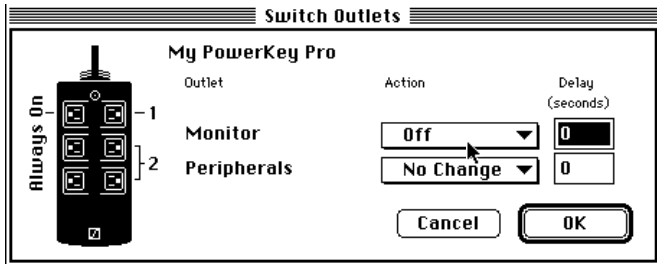 Switch Outlets
My PowerKey Pro
Outlet Action Delay (seconds)
Always On
1
2
Monitor Off 0
Peripherals No Change 0
Cancel OK